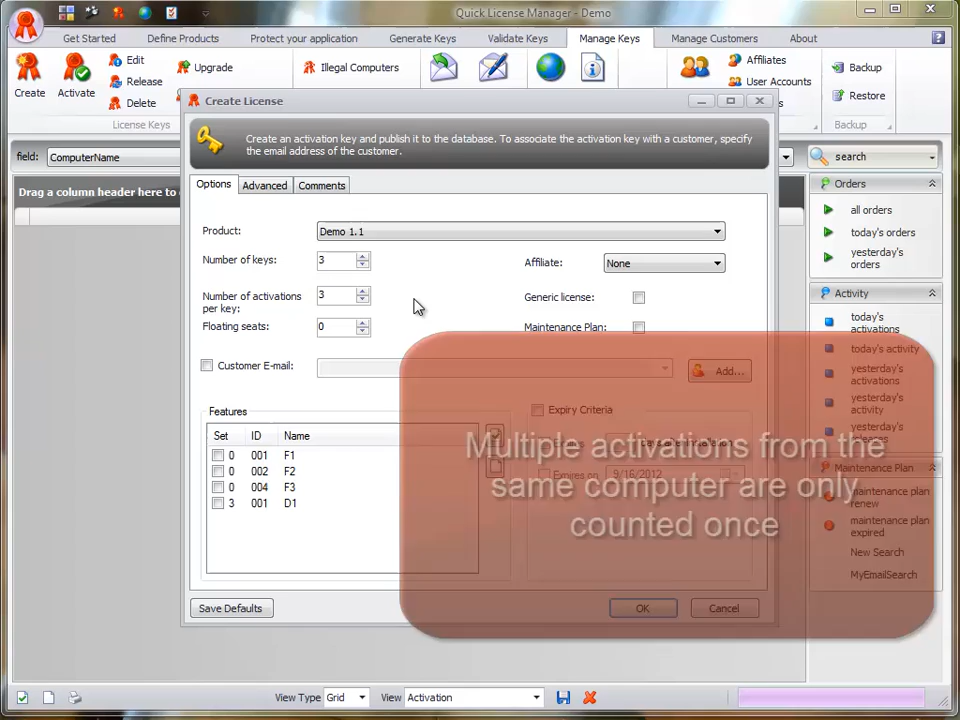 Quick License Manager - Demo
Get Started
Define Products
Protect your application
Generate Keys
Validate Keys
Manage Keys
Manage Customers
About
Create
Activate
Edit
Release
Delete
Upgrade
Illegal Computers
Affiliates
User Accounts
Backup
Restore
License Keys
Backup
field:
ComputerName
search
Drag a column header here to
Create License
Create an activation key and publish it to the database. To associate the activation key with a customer, specify
the email address of the customer.
Options
Advanced
Comments
Product:
Demo 1.1
Number of keys:
3
Affiliate:
None
Number of activations
per key:
3
Generic license:
Floating seats:
0
Maintenance Plan:
Customer E-mail:
Add...
Features
Set ID Name
0 001 F1
0 002 F2
0 004 F3
3 001 D1
Expiry Criteria
days after installation
Expires on
9/16/2012
Multiple activations from the
same computer are only
counted once
Save Defaults
OK
Cancel
Orders
all orders
today's orders
yesterday's
orders
Activity
today's
activations
today's activity
yesterday's
activations
yesterday's
activity
yesterday's
releases
Maintenance Plan
maintenance plan
renew
maintenance plan
expired
New Search
MyEmailSearch
View Type
Grid
View
Activation